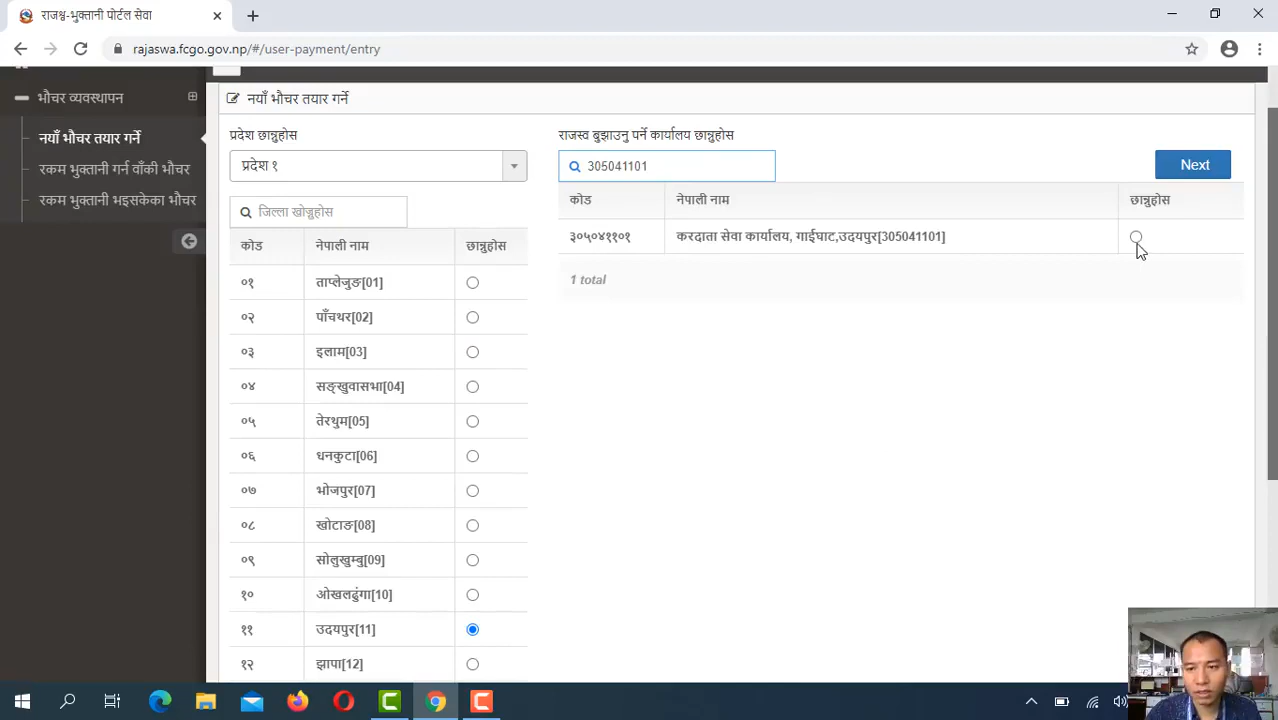 राजश्व-भुक्तानी पोर्टल सेवा
rajaswa.fcgo.gov.np/#/user-payment/entry
भौचर व्यवस्थापन
नयाँ भौचर तयार गर्ने
रकम भुक्तानी गर्न वाँकी भौचर
रकम भुक्तानी भइसकेका भौचर
नयाँ भौचर तयार गर्ने
प्रदेश छान्नुहोस
प्रदेश १
जिल्ला खोज्नुहोस
कोड नेपाली नाम छान्नुहोस
०१ ताप्लेजुङ[01]
०२ पाँचथर[02]
०३ इलाम[03]
०४ सङ्खुवासभा[04]
०५ तेरथुम[05]
०६ धनकुटा[06]
०७ भोजपुर[07]
०८ खोटाङ[08]
०९ सोलुखुम्बु[09]
१० ओखलढुंगा[10]
११ उदयपुर[11]
१२ झापा[12]
राजस्व बुझाउनु पर्ने कार्यालय छान्नुहोस
305041101
Next
कोड नेपाली नाम छान्नुहोस
३०५०४११०१ करदाता सेवा कार्यालय, गाईघाट,उदयपुर[305041101]
1 total